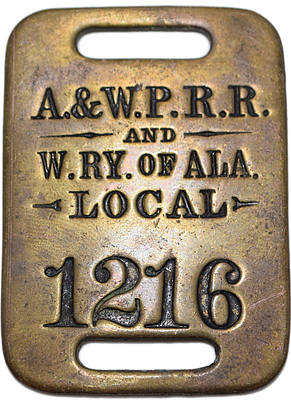 A.&W.P.R.R.
AND
W.RY. OF ALA.
LOCAL
1216